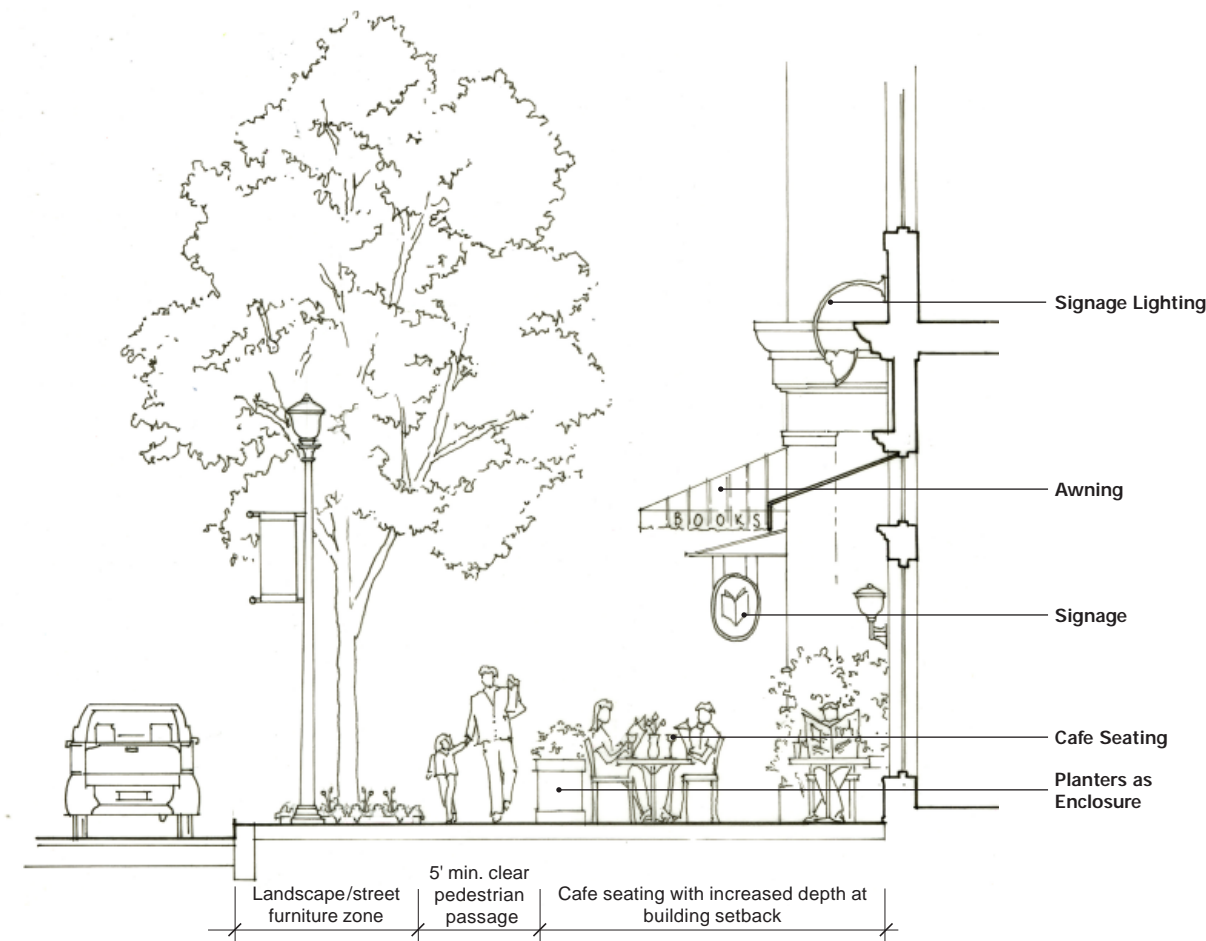 Signage Lighting
Awning
BOOKS
Signage
Cafe Seating
Planters as
Enclosure
Landscape/street
furniture zone
5' min. clear
pedestrian
passage
Cafe seating with increased depth at
building setback